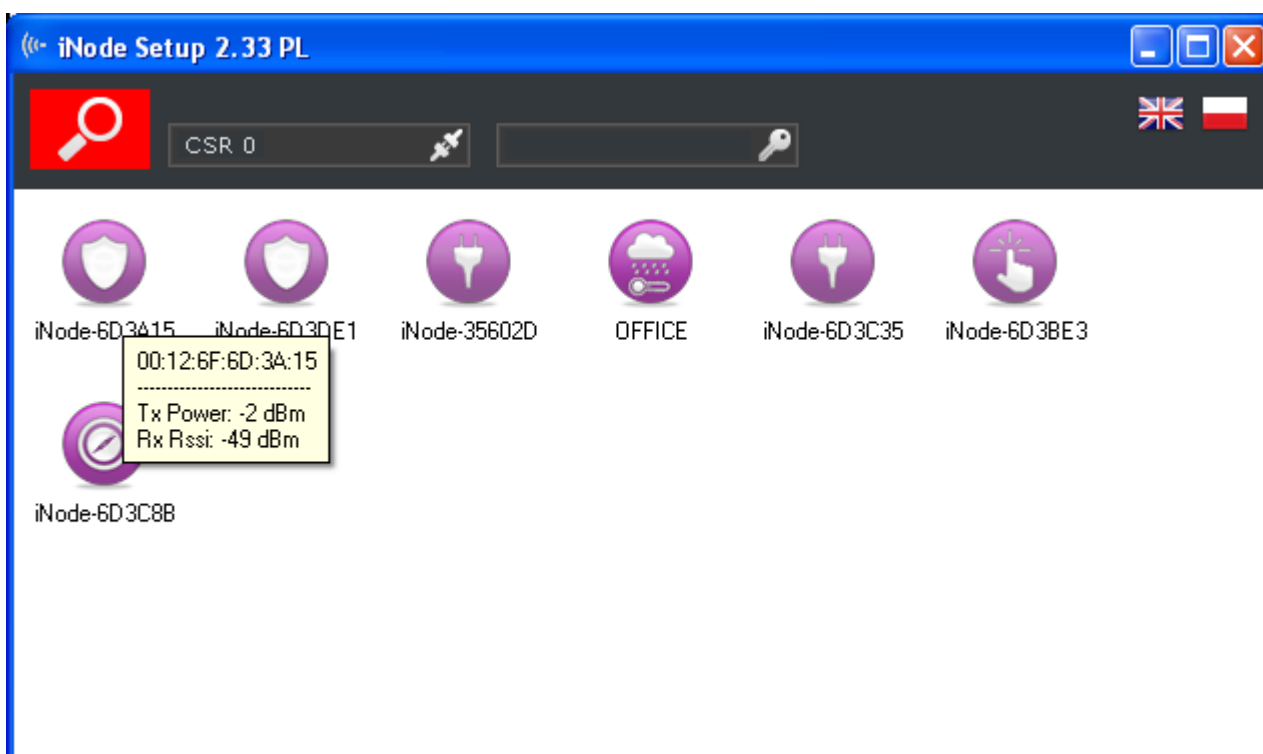 iNode Setup 2.33 PL
CSR 0
iNode-6D3A15
iNode-6D3DE1
iNode-35602D
OFFICE
iNode-6D3C35
iNode-6D3BE3
00:12:6F:6D:3A:15
----------------------------
Tx Power: -2 dBm
Rx Rssi: -49 dBm
iNode-6D3C8B